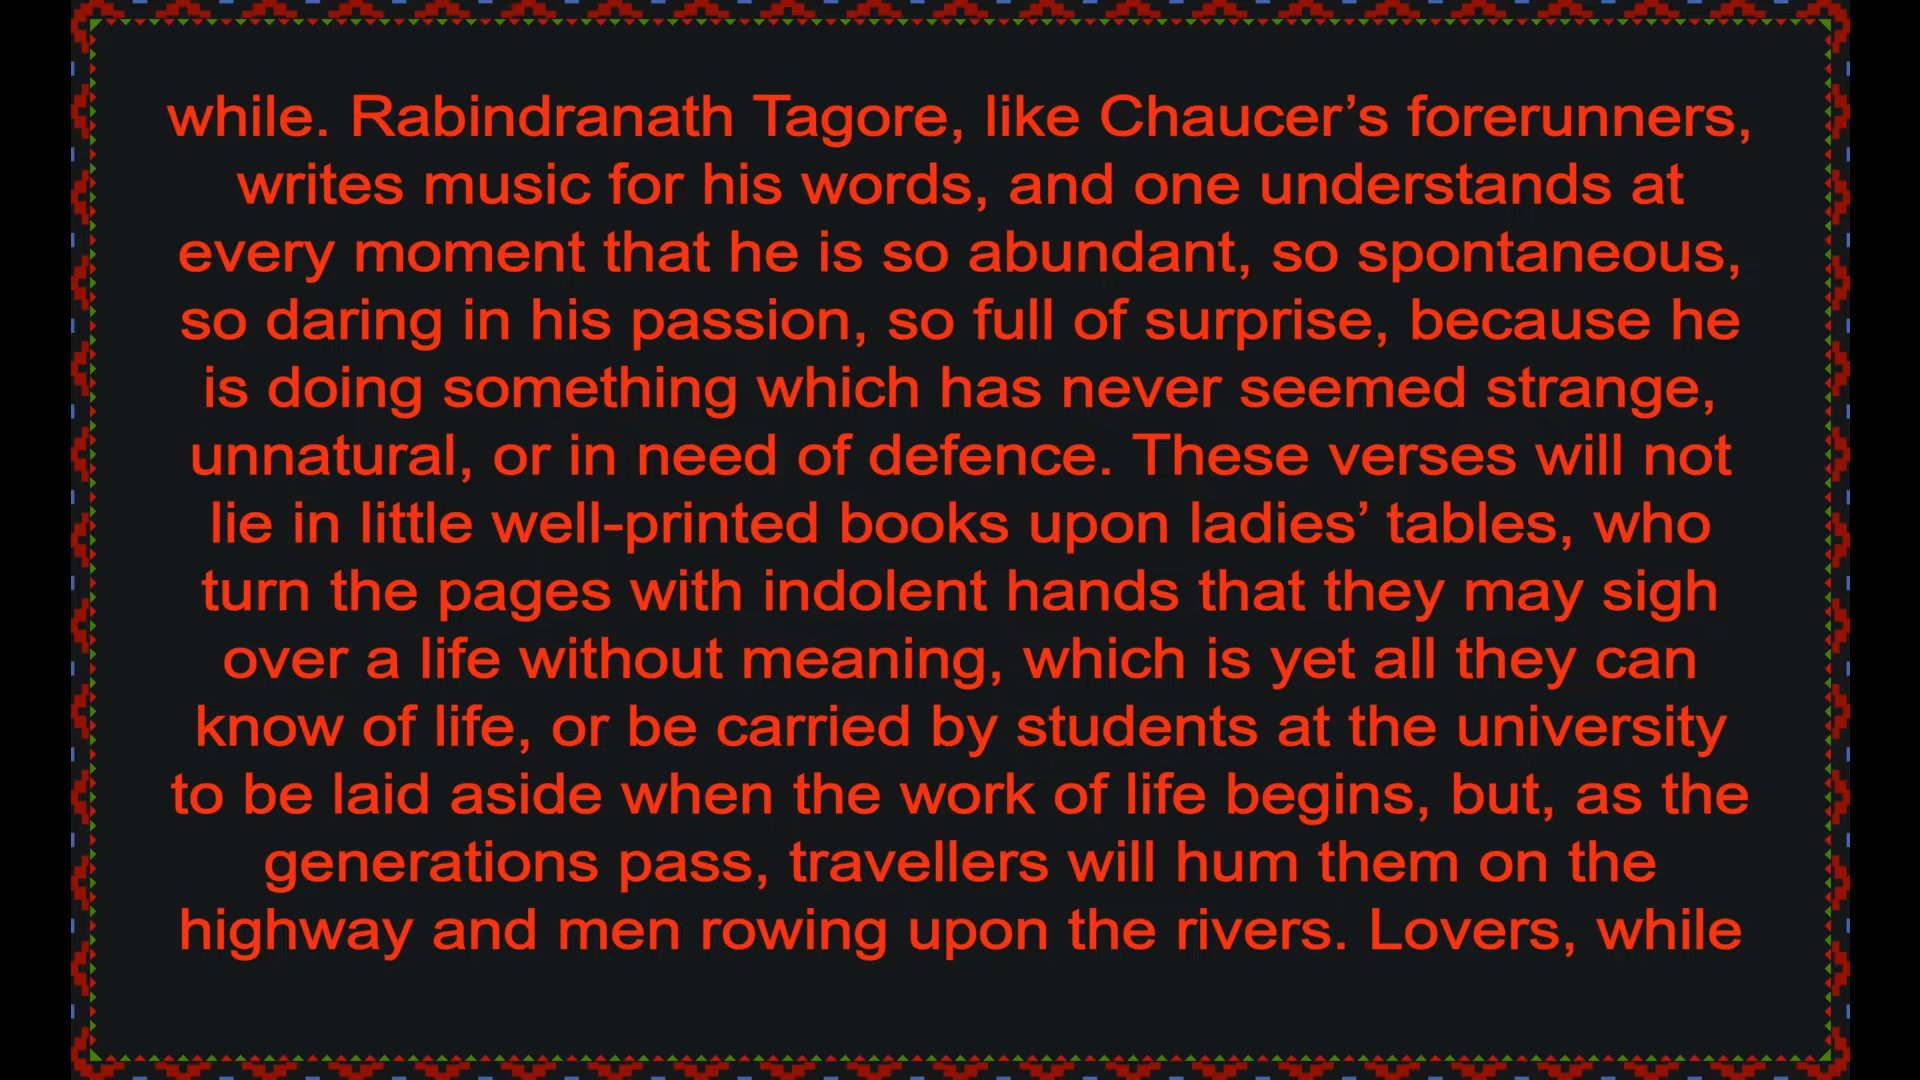 while. Rabindranath Tagore, like Chaucer’s forerunners,
writes music for his words, and one understands at
every moment that he is so abundant, so spontaneous,
so daring in his passion, so full of surprise, because he
is doing something which has never seemed strange,
unnatural, or in need of defence. These verses will not
lie in little well-printed books upon ladies’ tables, who
turn the pages with indolent hands that they may sigh
over a life without meaning, which is yet all they can
know of life, or be carried by students at the university
to be laid aside when the work of life begins, but, as the
generations pass, travellers will hum them on the
highway and men rowing upon the rivers. Lovers, while